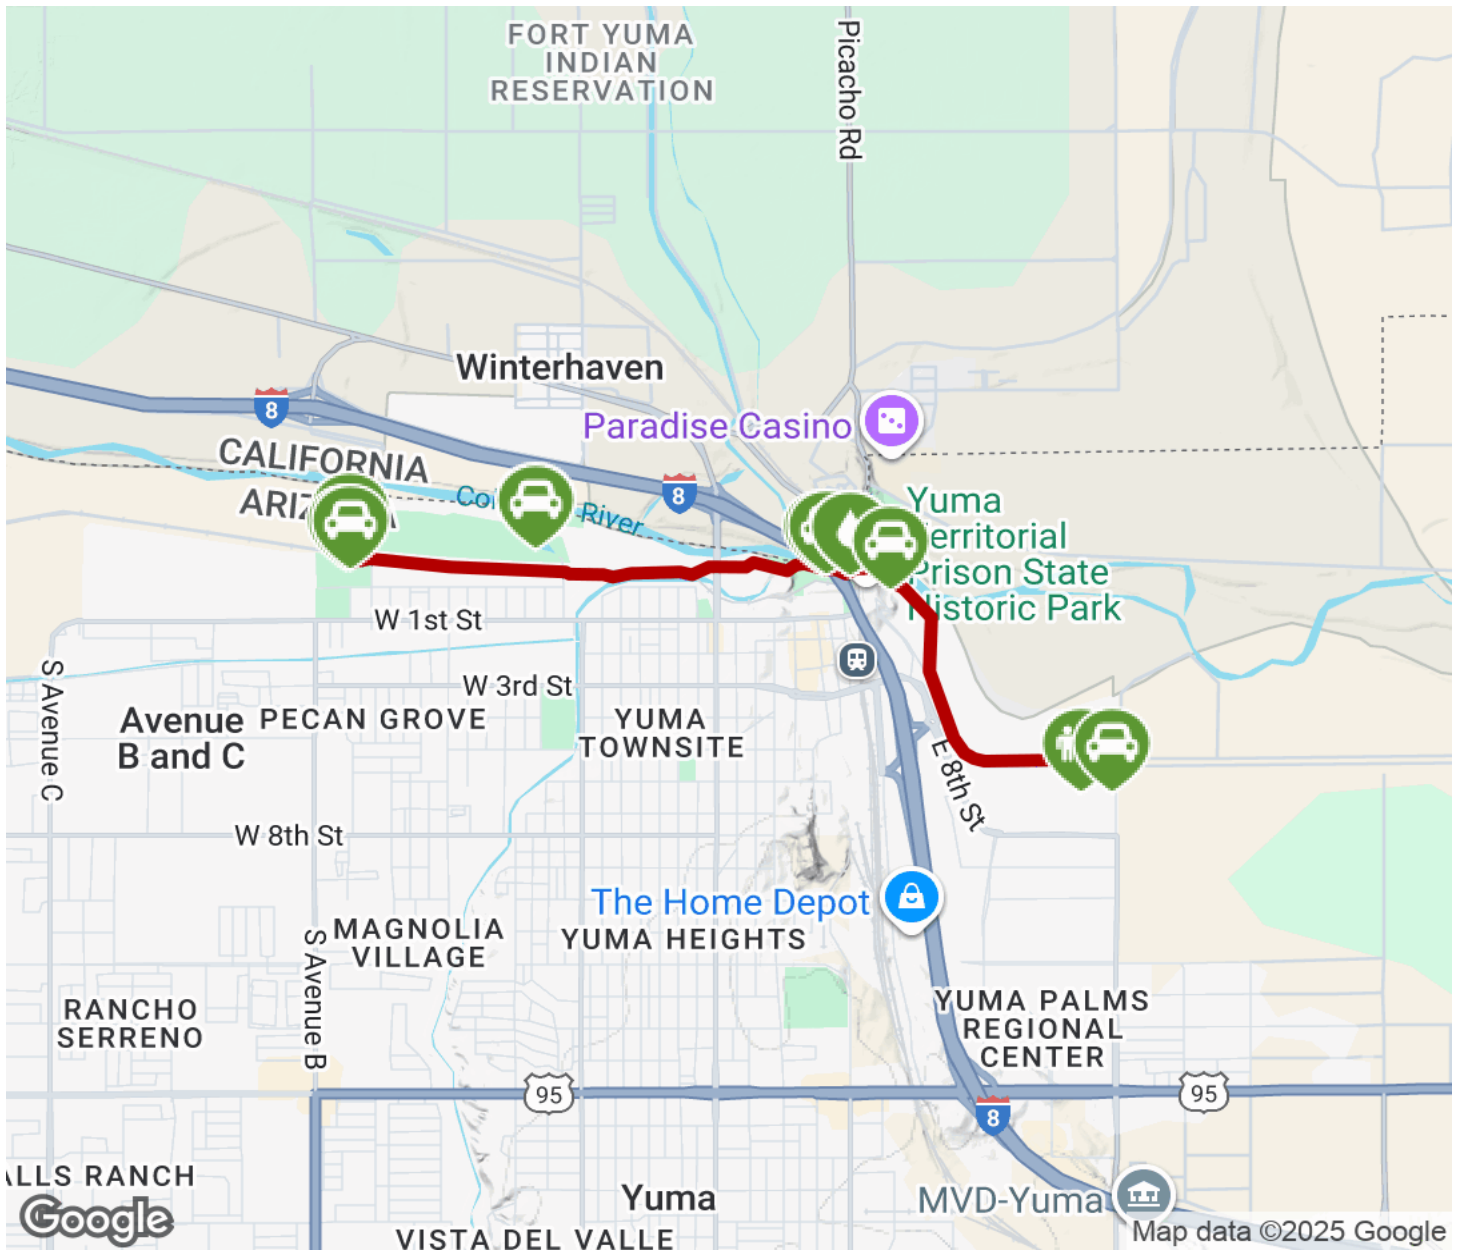 FORT YUMA
INDIAN
RESERVATION
Picacho Rd
Winterhaven
8
Paradise Casino
CALIFORNIA
8
River
Yuma
Territorial
Prison State
Historic Park
W 1st St
S Avenue C
W 3rd St
Avenue
B and C
PECAN GROVE
YUMA
TOWNSITE
E 8th St
W 8th St
The Home Depot
S Avenue B
MAGNOLIA
VILLAGE
YUMA HEIGHTS
RANCHO
SERRENO
YUMA PALMS
REGIONAL
CENTER
95
95
8
ALLS RANCH
Yuma
MVD-Yuma
Google
VISTA DEL VALLE
Map data ©2025 Google